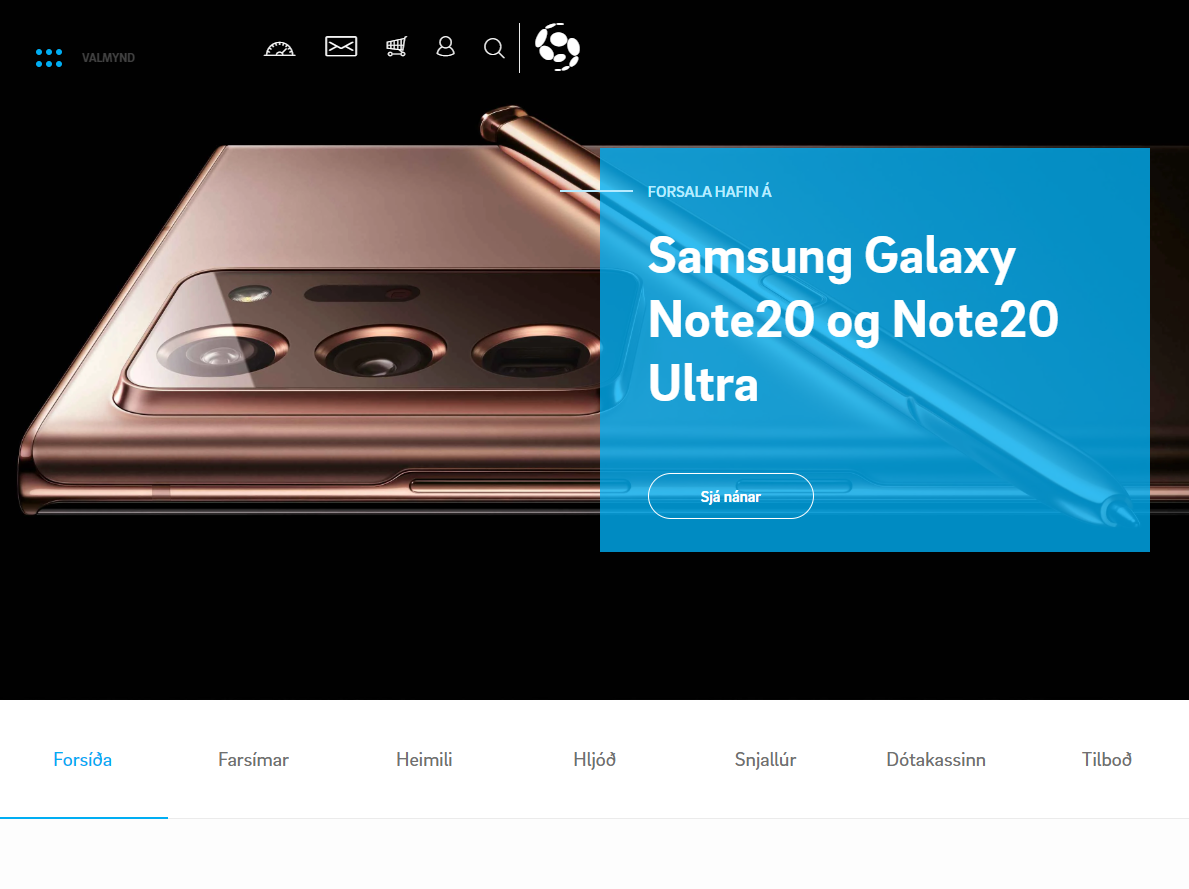 VALMYND
FORSALA HAFIN Á
Samsung Galaxy
Note20 og Note20
Ultra
Sjá nánar
Forsíða
Farsímar
Heimili
Hljóð
Snjallúr
Dótakassinn
Tilboð